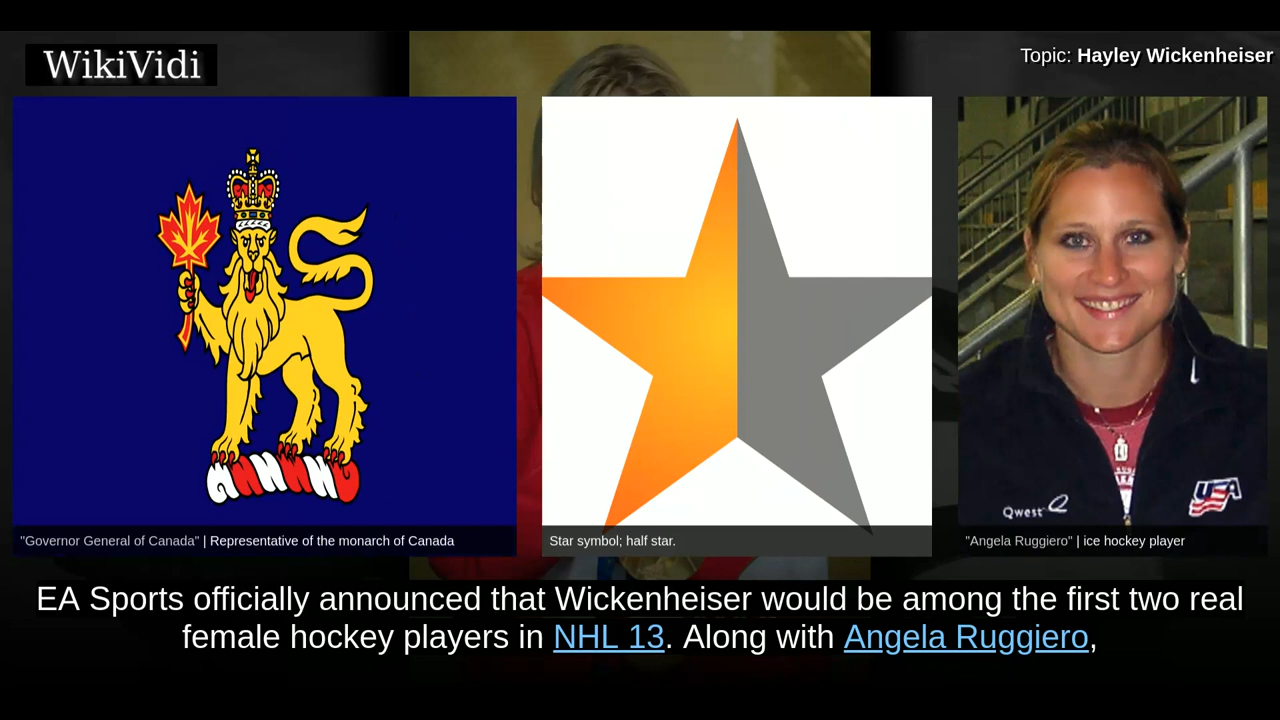 WikiVidi
Topic: Hayley Wickenheiser
"Governor General of Canada" | Representative of the monarch of Canada
Star symbol; half star.
Qwest
USA
"Angela Ruggiero" | ice hockey player
EA Sports officially announced that Wickenheiser would be among the first two real
female hockey players in NHL 13. Along with Angela Ruggiero,